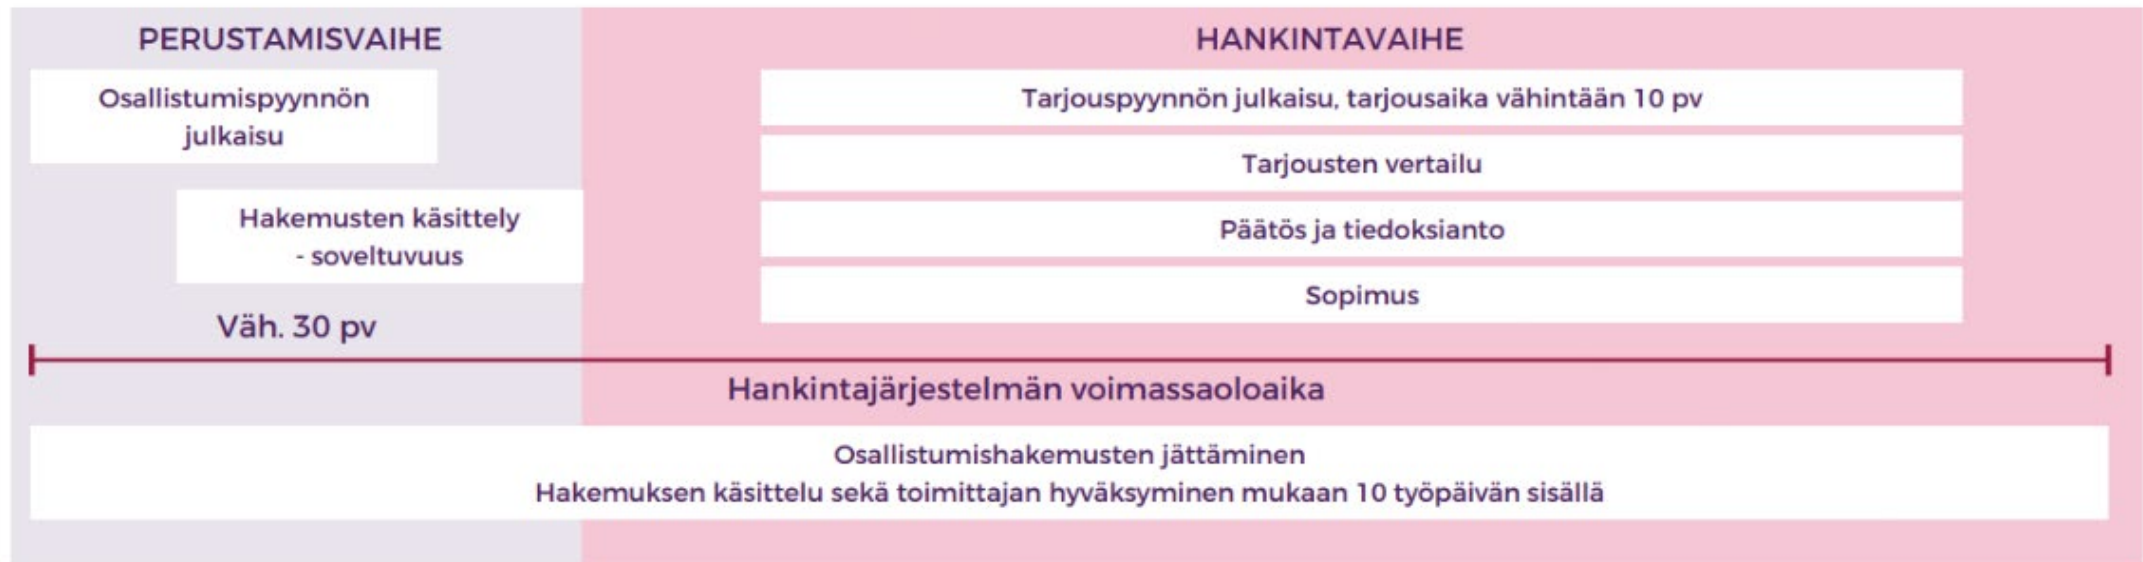 PERUSTAMISVAIHE
Osallistumispyynnön
julkaisu
Hakemusten käsittely
- soveltuvuus
Väh. 30 pv
HANKINTAVAIHE
Tarjouspyynnön julkaisu, tarjousaika vähintään 10 pv
Tarjousten vertailu
Päätös ja tiedoksianto
Sopimus
Hankintajärjestelmän voimassaoloaika
Osallistumishakemusten jättäminen
Hakemuksen käsittelu sekä toimittajan hyväksyminen mukaan 10 työpäivän sisällä